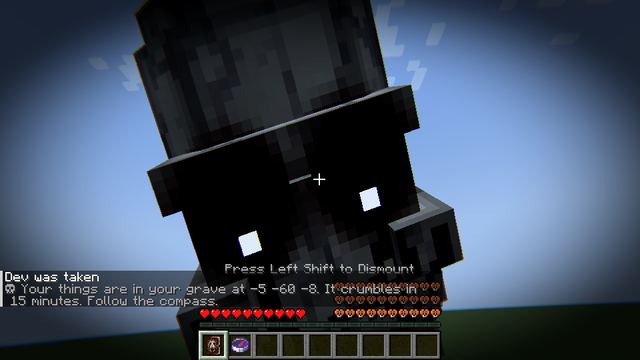 Press Left Shift to Dismount
Dev was taken
☠ Your things are in your grave at -5 -60 -8. It crumbles in
15 minutes. Follow the compass.